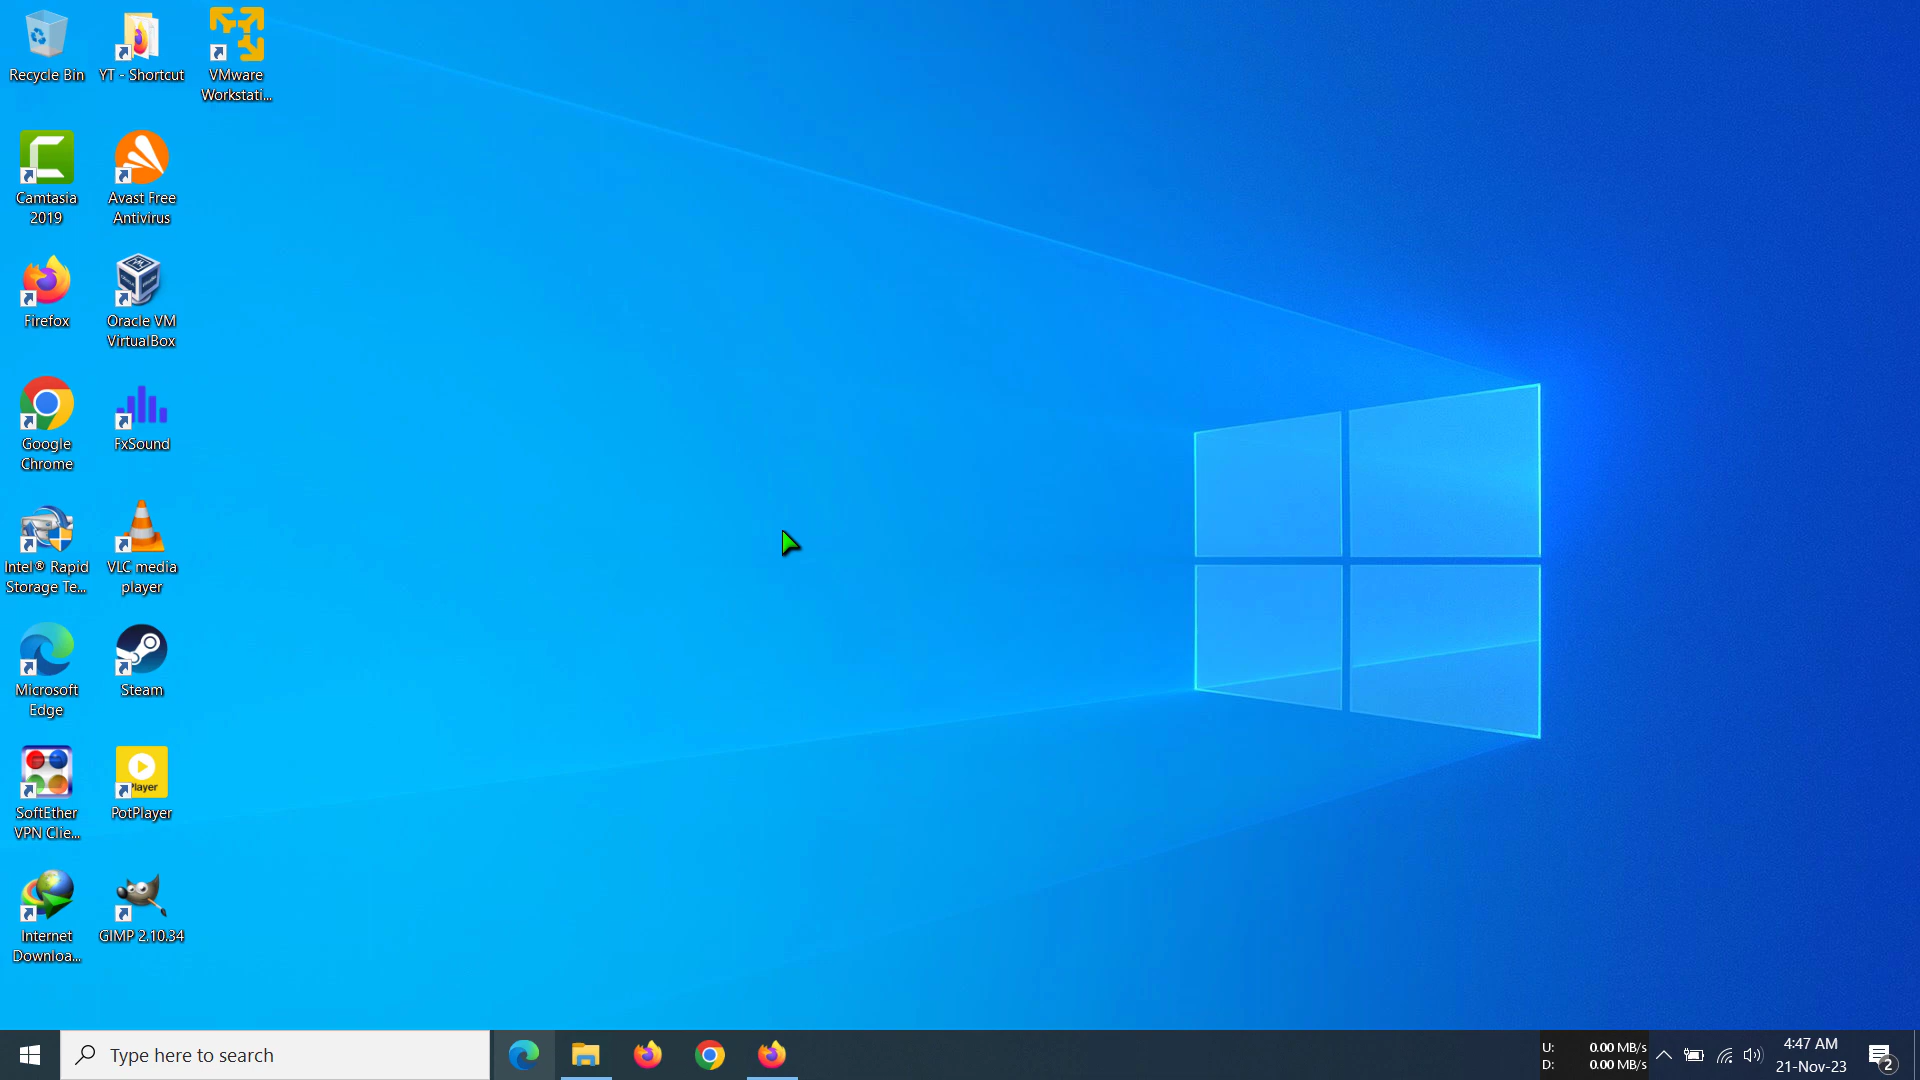 Recycle Bin
YT - Shortcut
VMware
Workstati...
Camtasia
2019
Avast Free
Antivirus
Firefox
Oracle VM
VirtualBox
Google
Chrome
FxSound
Intel® Rapid
Storage Te...
VLC media
player
Microsoft
Edge
Steam
SoftEther
VPN Clie...
Player
PotPlayer
Internet
Downloa...
GIMP 2.10.34
Type here to search
U: 0.00 MB/s
D: 0.00 MB/s
4:47 AM
21-Nov-23
2